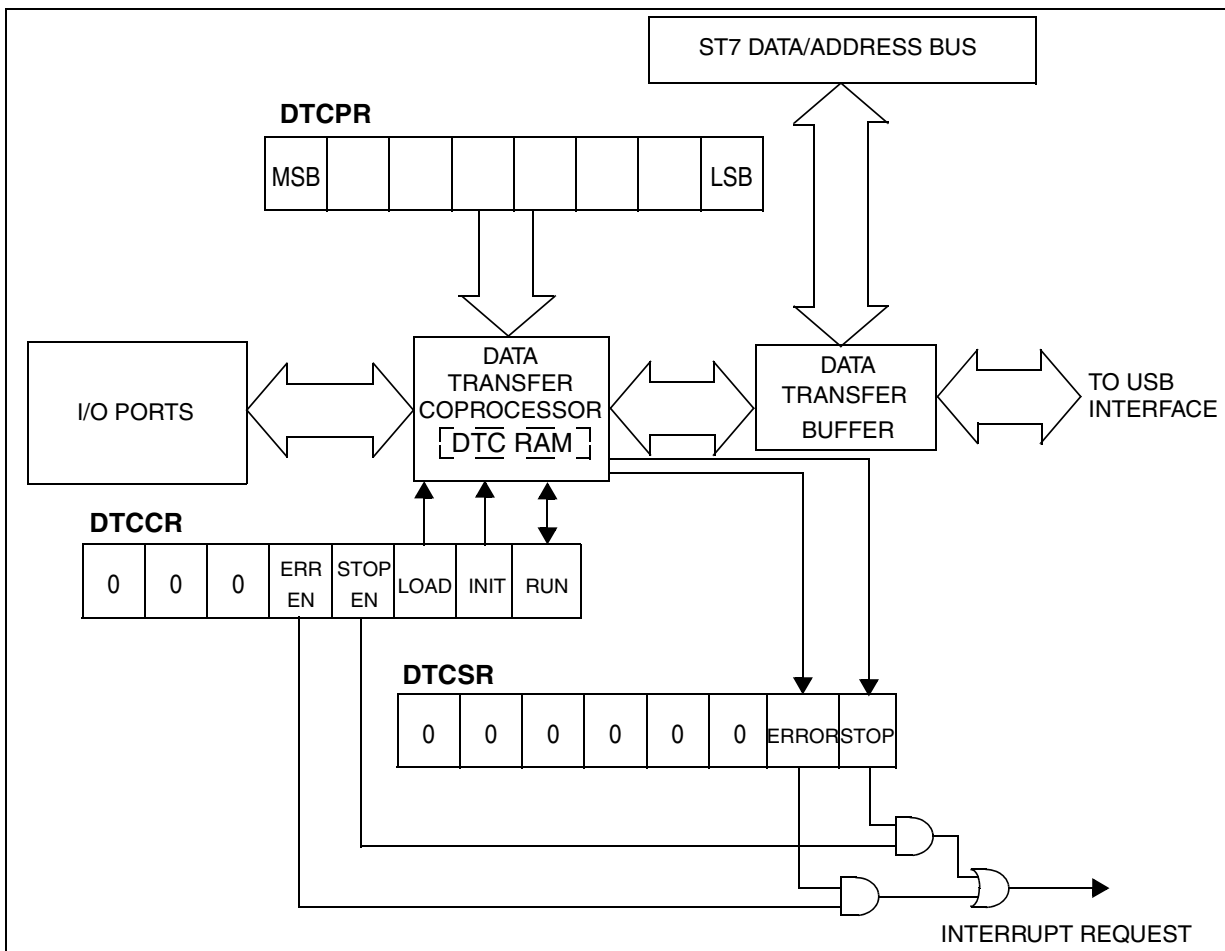 ST7 DATA/ADDRESS BUS
DTCPR
MSB
LSB
I/O PORTS
DATA
TRANSFER
COPROCESSOR
DTC RAM
DATA
TRANSFER
BUFFER
TO USB
INTERFACE
DTCCR
0 0 0 ERR EN STOP EN LOAD INIT RUN
DTCSR
0 0 0 0 0 0 ERROR STOP
INTERRUPT REQUEST